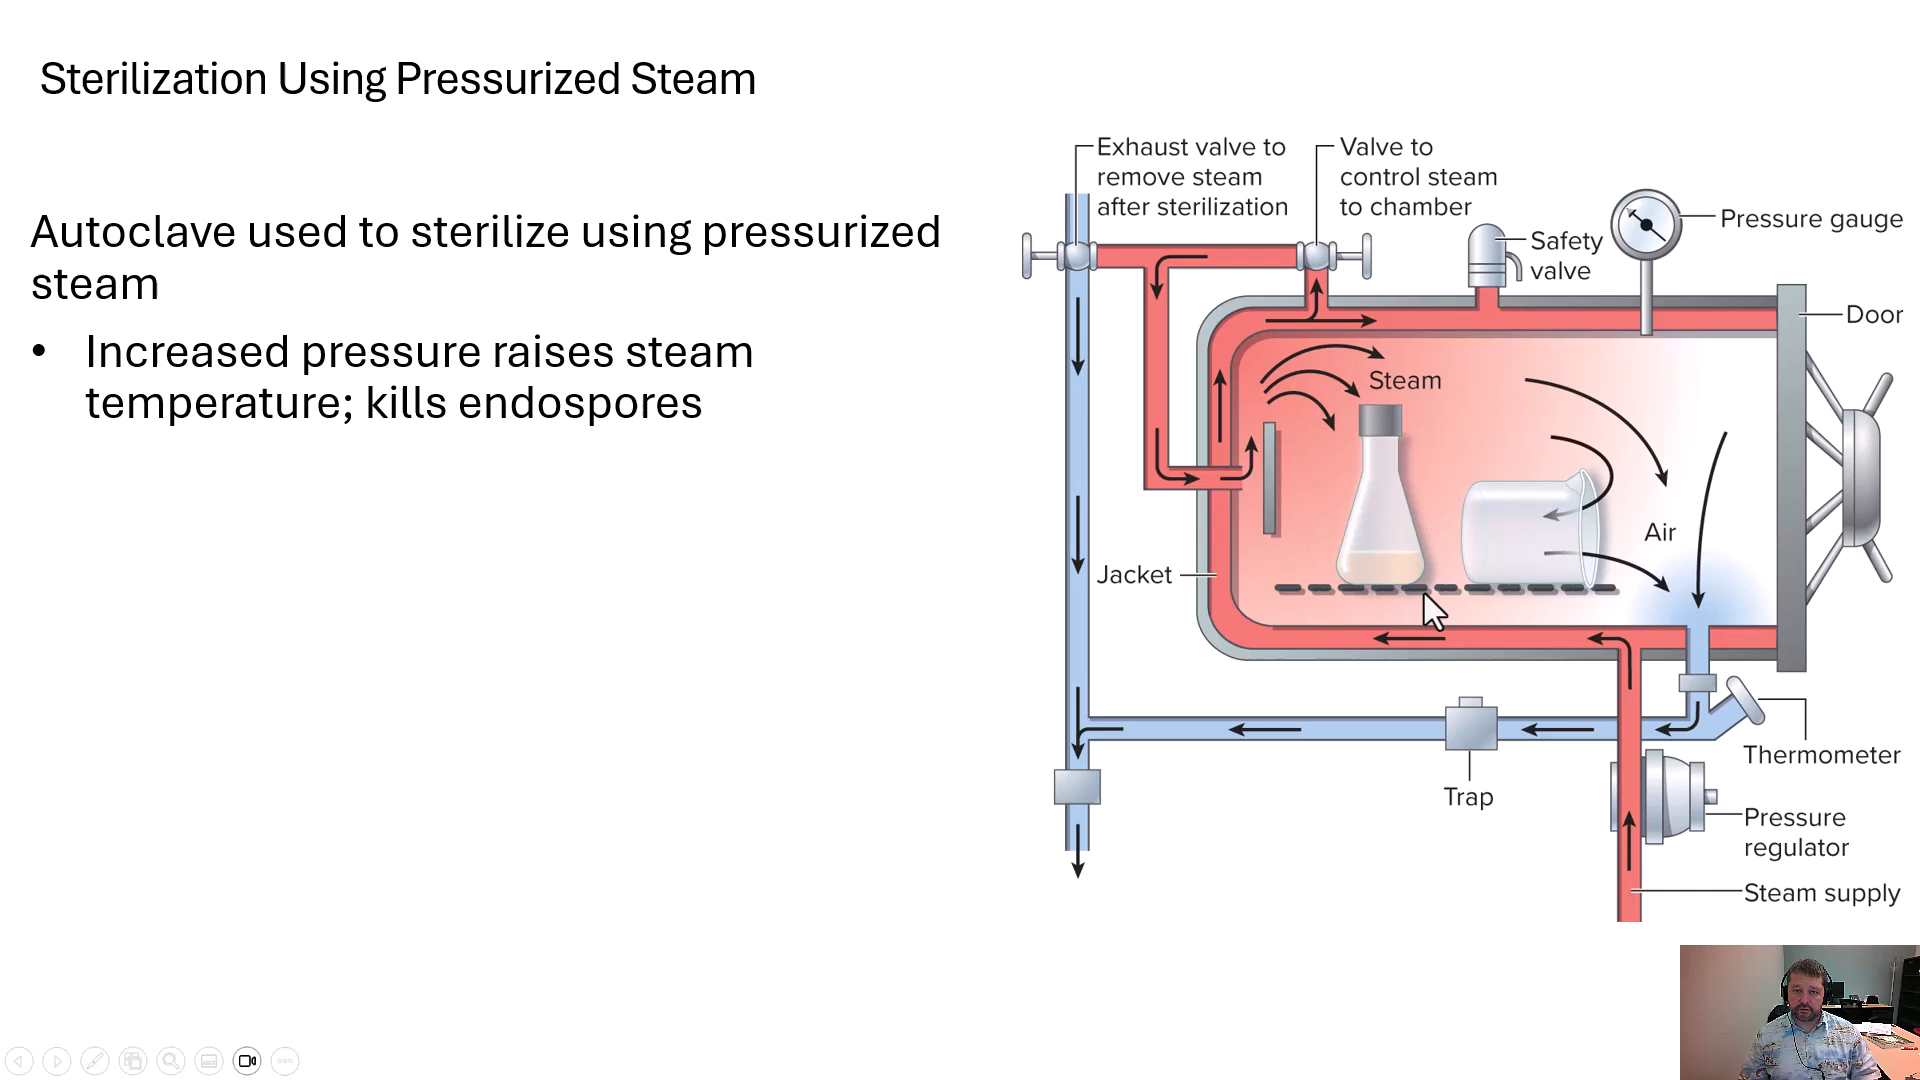 Sterilization Using Pressurized Steam
Autoclave used to sterilize using pressurized
steam
• Increased pressure raises steam
temperature; kills endospores
Exhaust valve to
remove steam
after sterilization
Valve to
control steam
to chamber
Safety
valve
Pressure gauge
Door
Steam
Air
Jacket
Thermometer
Trap
Pressure
regulator
Steam supply